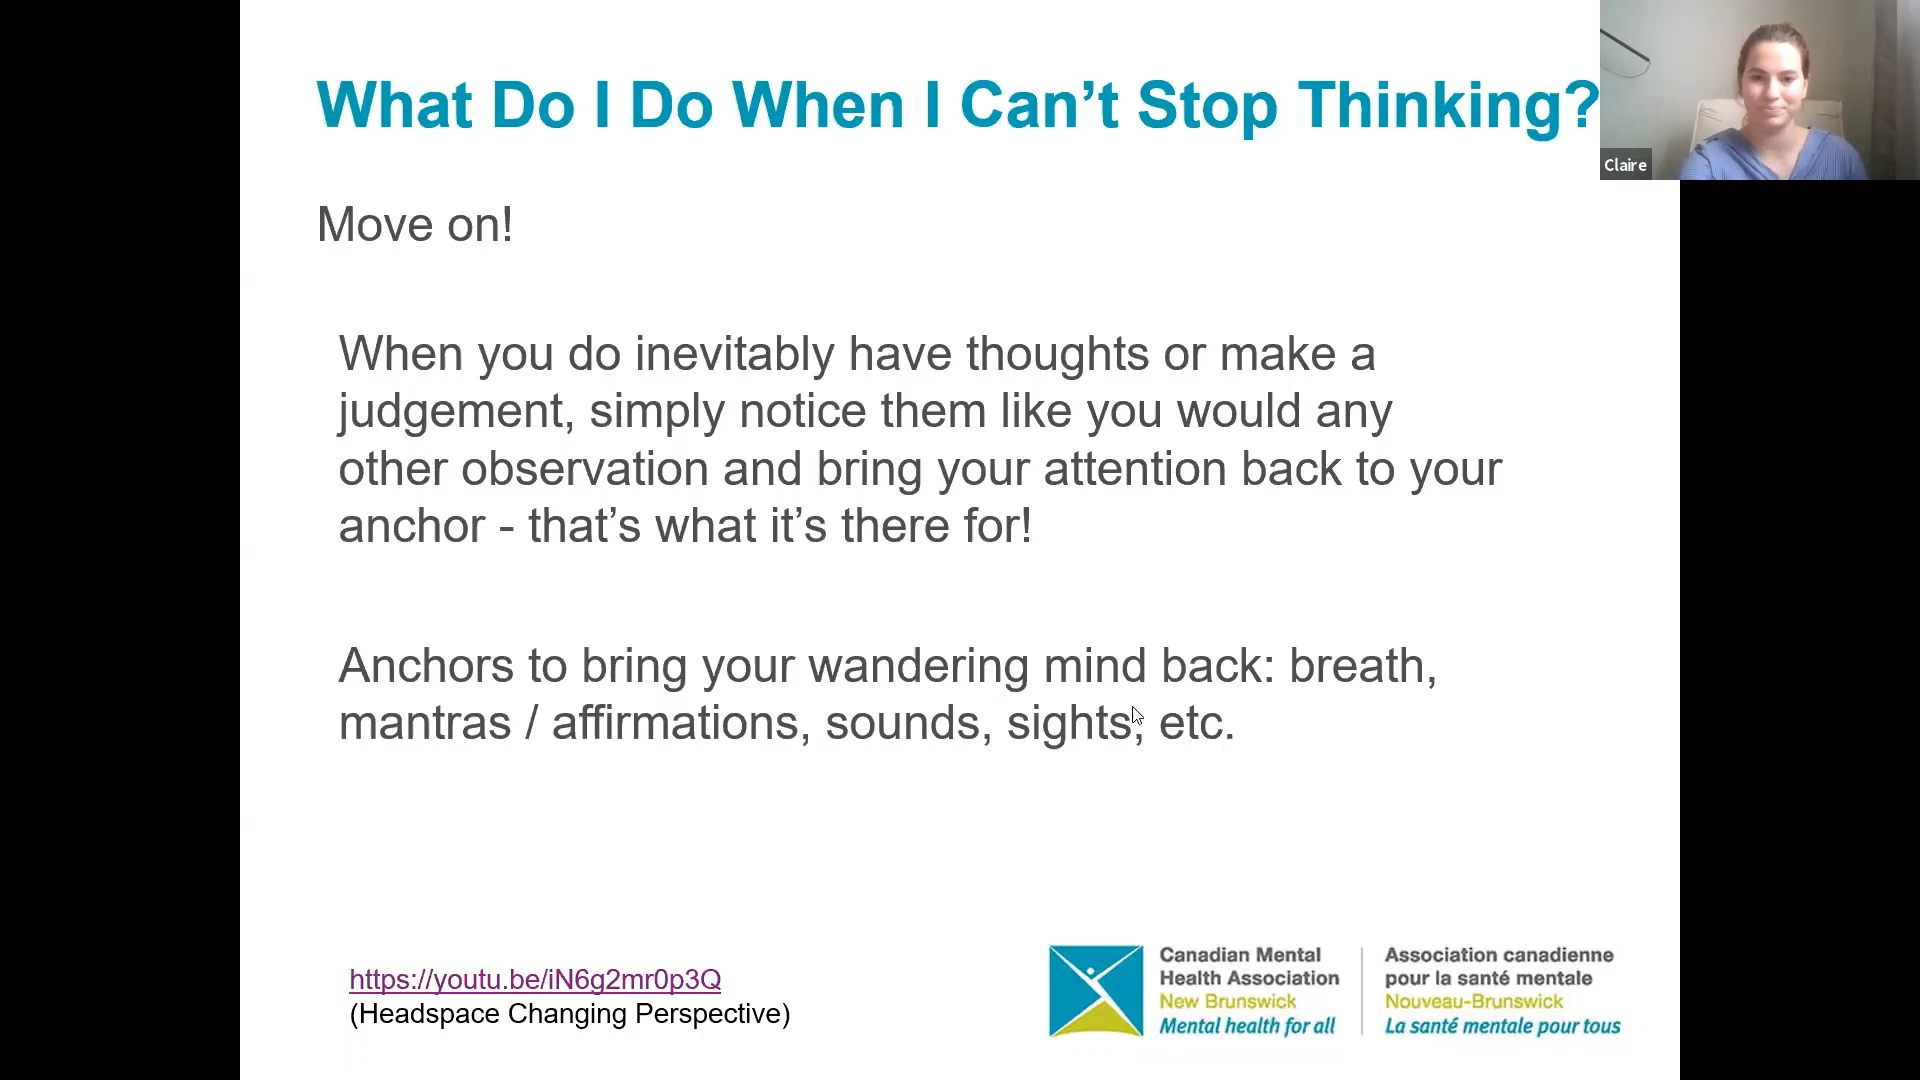 What Do I Do When I Can’t Stop Thinking?
Claire
Move on!
When you do inevitably have thoughts or make a
judgement, simply notice them like you would any
other observation and bring your attention back to your
anchor - that’s what it’s there for!
Anchors to bring your wandering mind back: breath,
mantras / affirmations, sounds, sights, etc.
https://youtu.be/iN6g2mr0p3Q
(Headspace Changing Perspective)
Canadian Mental
Health Association
New Brunswick
Mental health for all
Association canadienne
pour la santé mentale
Nouveau-Brunswick
La santé mentale pour tous